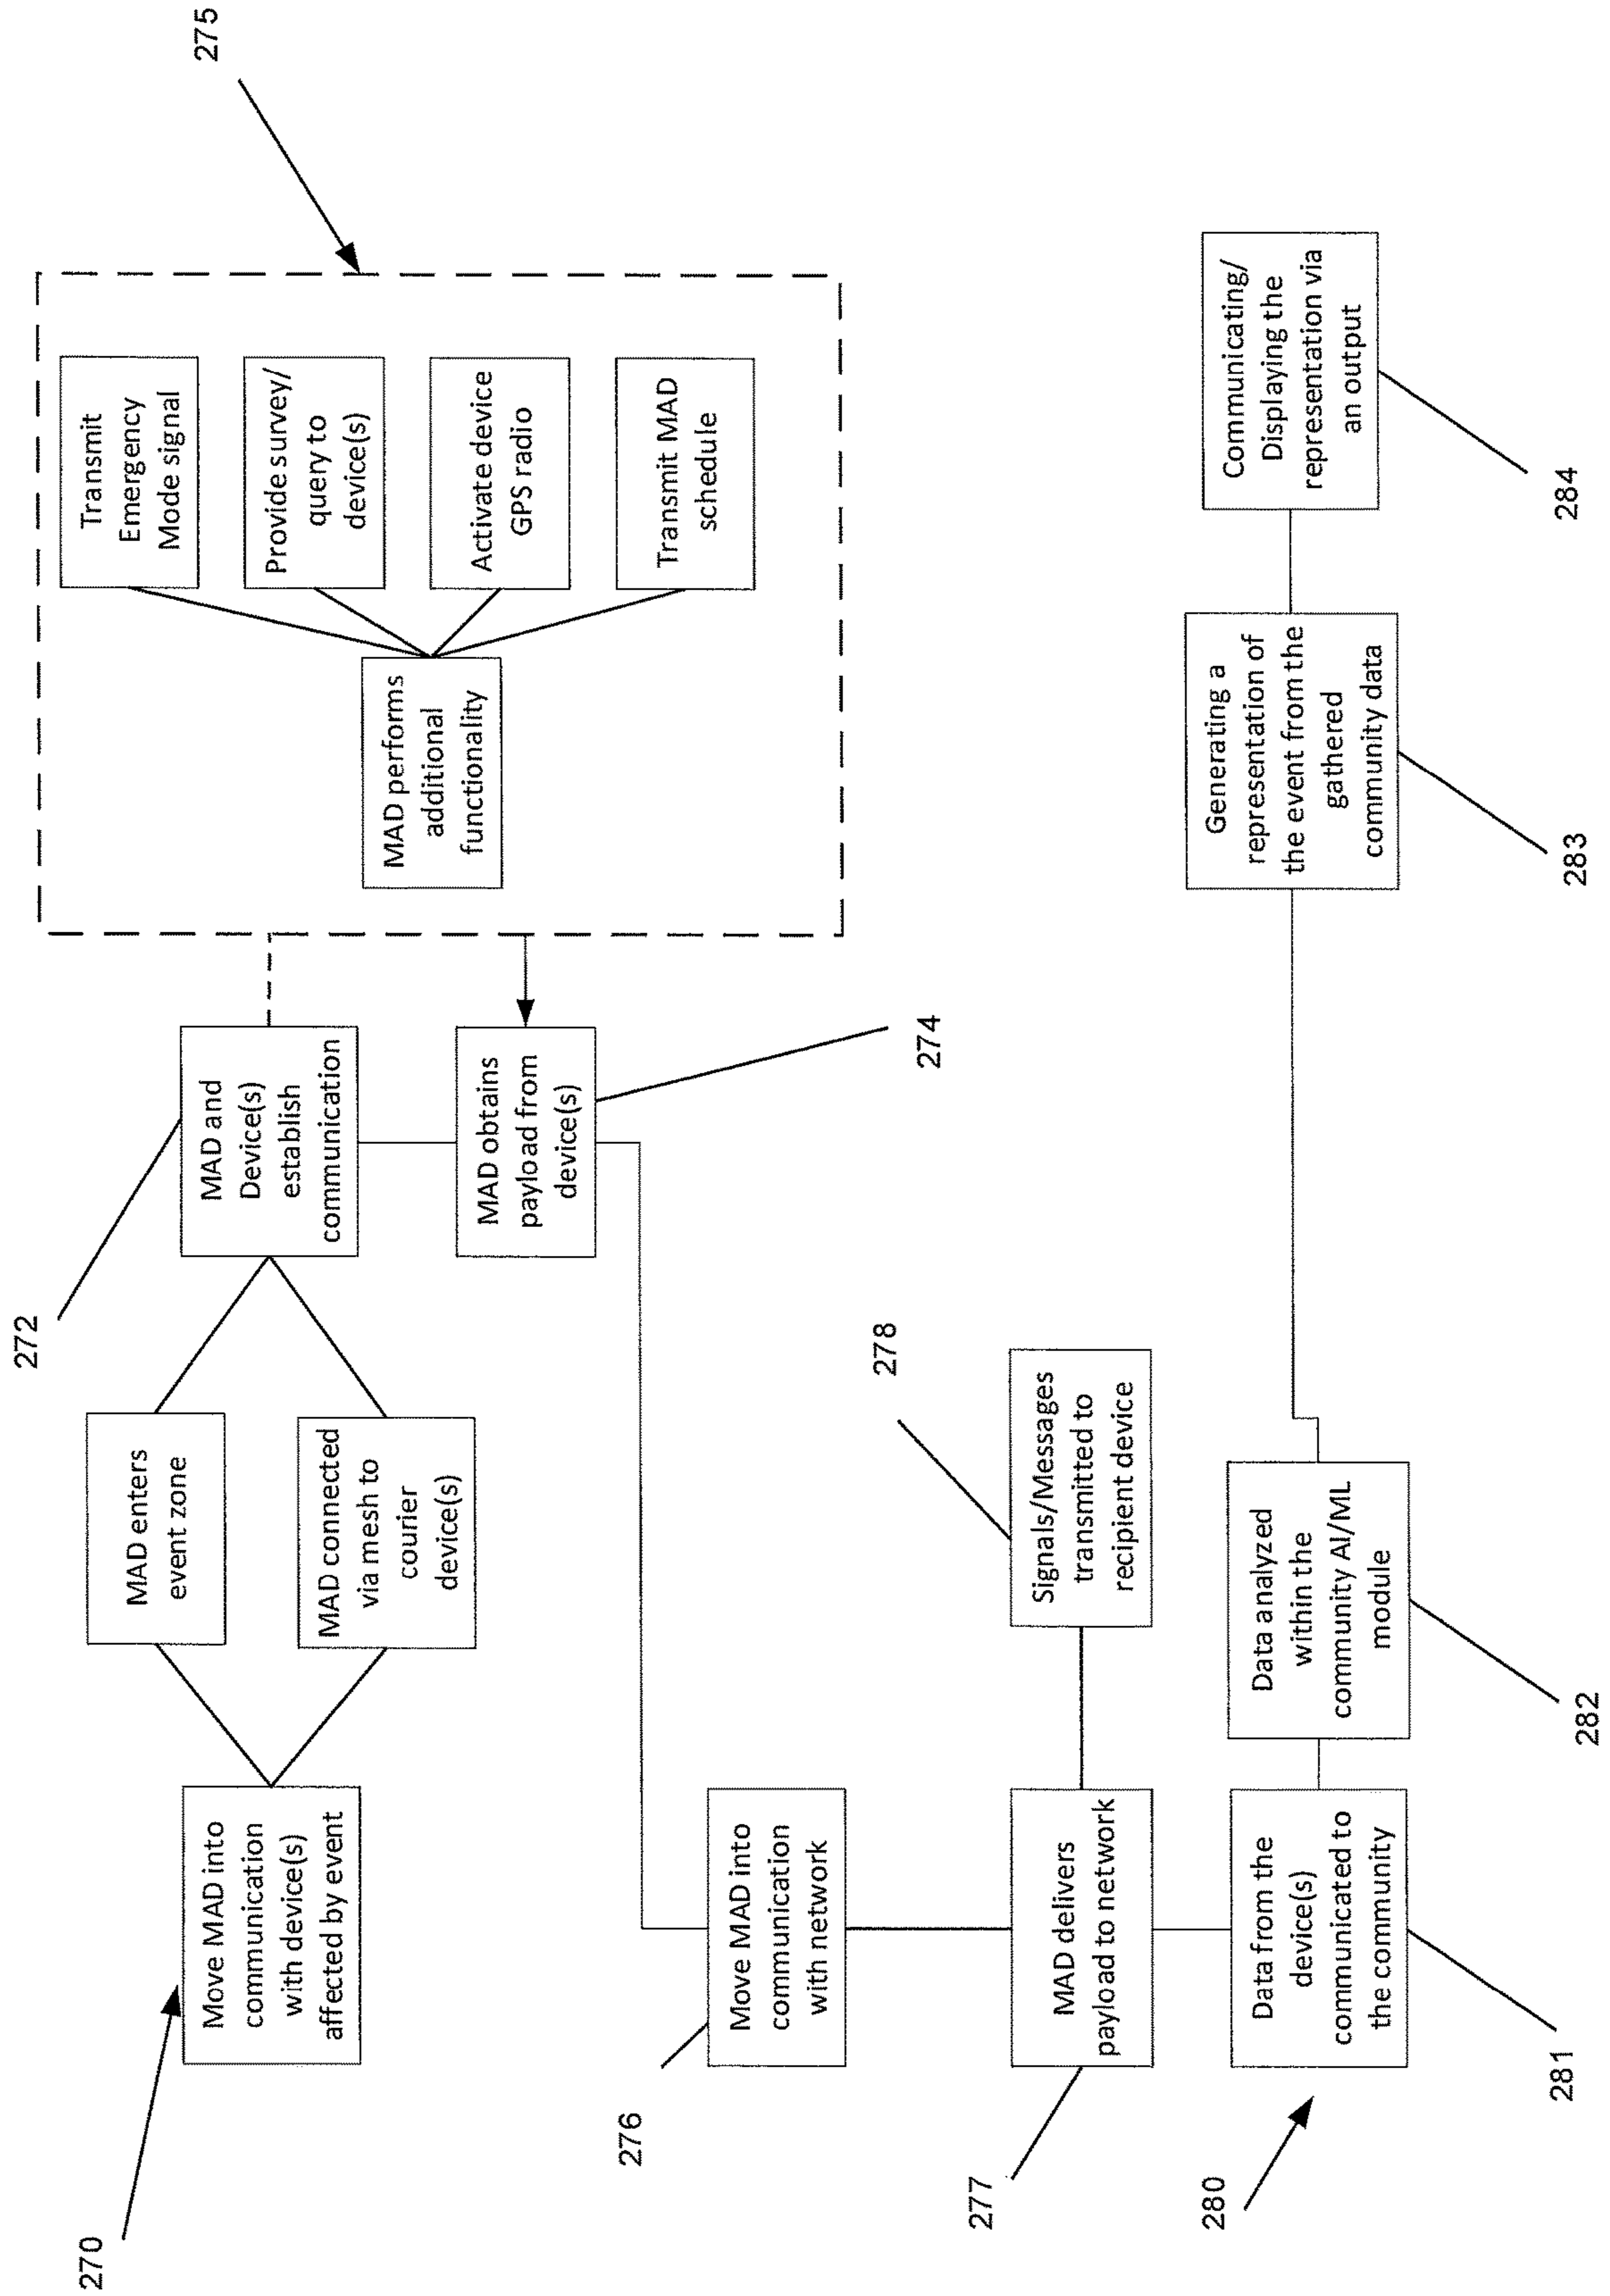 270
Move MAD into
communication
with device(s)
affected by event
MAD enters
event zone
MAD connected
via mesh to
courier
device(s)
272
MAD and
Device(s)
establish
communication
MAD obtains
payload from
device(s)
274
275
MAD performs
additional
functionality
Transmit
Emergency
Mode signal
Provide survey/
query to
device(s)
Activate device
GPS radio
Transmit MAD
schedule
276
Move MAD into
communication
with network
277
MAD delivers
payload to network
278
Signals/Messages
transmitted to
recipient device
280
Data from the
device(s)
communicated to
the community
281
Data analyzed
within the
community AI/ML
module
282
Generating a
representation of
the event from the
gathered
community data
283
Communicating/
Displaying the
representation via
an output
284